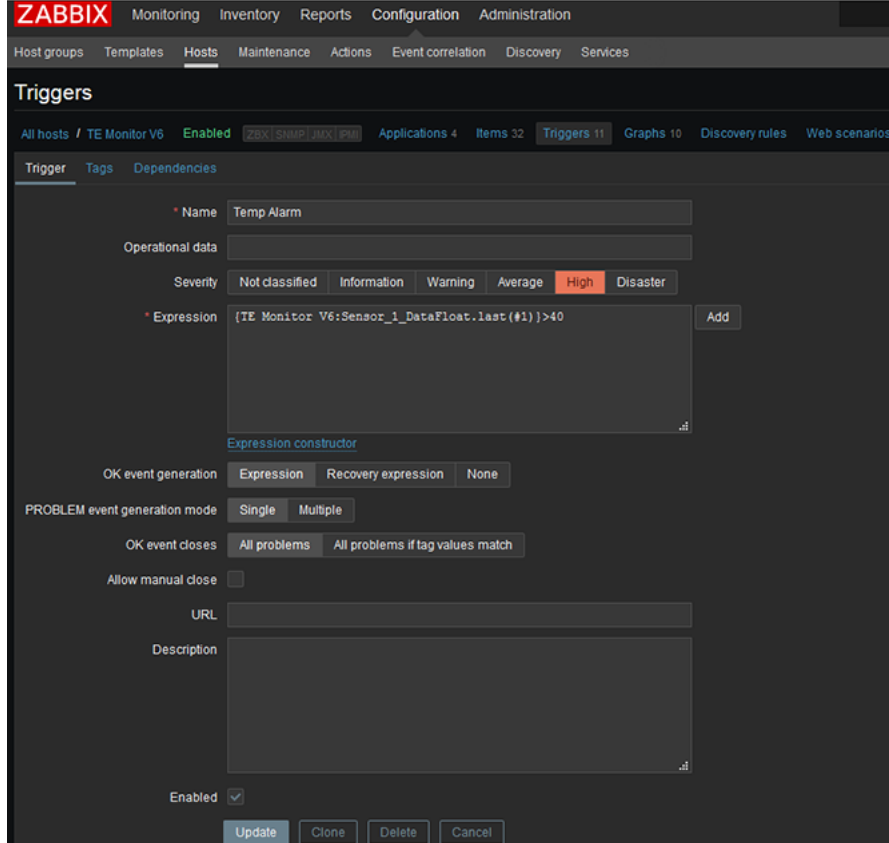 ZABBIX Monitoring Inventory Reports Configuration Administration
Host groups Templates Hosts Maintenance Actions Event correlation Discovery Services
Triggers
All hosts / TE Monitor V6 Enabled ZBX SNMP JMX IPMI Applications 4 Items 32 Triggers 11 Graphs 10 Discovery rules Web scenarios
Trigger Tags Dependencies
* Name Temp Alarm
Operational data
Severity Not classified Information Warning Average High Disaster
* Expression {TE Monitor V6:Sensor_1_DataFloat.last(#1)}>40 Add
Expression constructor
OK event generation Expression Recovery expression None
PROBLEM event generation mode Single Multiple
OK event closes All problems All problems if tag values match
Allow manual close
URL
Description
Enabled
Update Clone Delete Cancel